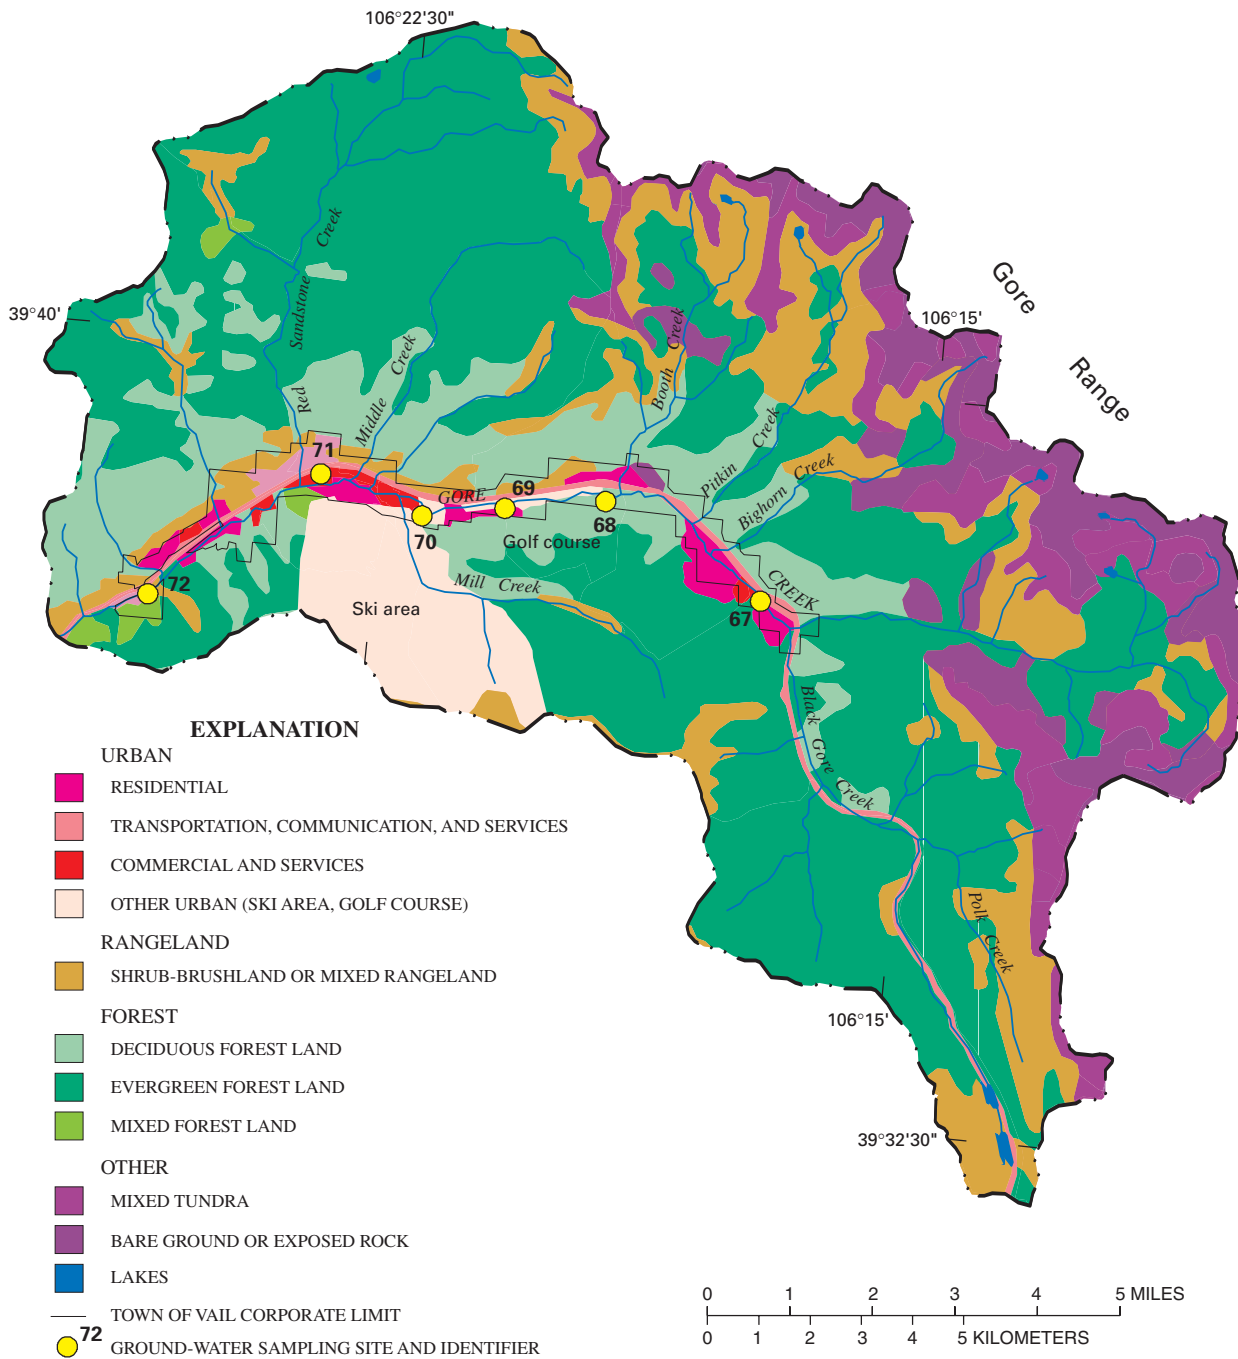 106°22'30"
Gore
Range
39°40'
106°15'
Red Sandstone Creek
Middle Creek
Booth Creek
Pitkin Creek
Bighorn Creek
71
GORE
69
68
70
Golf course
CREEK
Mill Creek
72
Ski area
67
Black Gore Creek
Polk Creek
106°15'
39°32'30"
EXPLANATION
URBAN
RESIDENTIAL
TRANSPORTATION, COMMUNICATION, AND SERVICES
COMMERCIAL AND SERVICES
OTHER URBAN (SKI AREA, GOLF COURSE)
RANGELAND
SHRUB-BRUSHLAND OR MIXED RANGELAND
FOREST
DECIDUOUS FOREST LAND
EVERGREEN FOREST LAND
MIXED FOREST LAND
OTHER
MIXED TUNDRA
BARE GROUND OR EXPOSED ROCK
LAKES
TOWN OF VAIL CORPORATE LIMIT
72 GROUND-WATER SAMPLING SITE AND IDENTIFIER
0 1 2 3 4 5 MILES
0 1 2 3 4 5 KILOMETERS